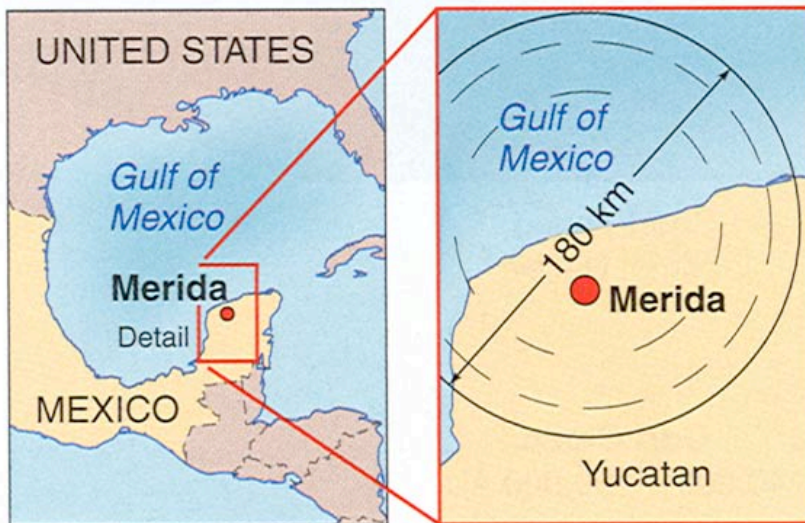 UNITED STATES
Gulf of
Mexico
Merida
Detail
MEXICO
Gulf of
Mexico
180 km
Merida
Yucatan